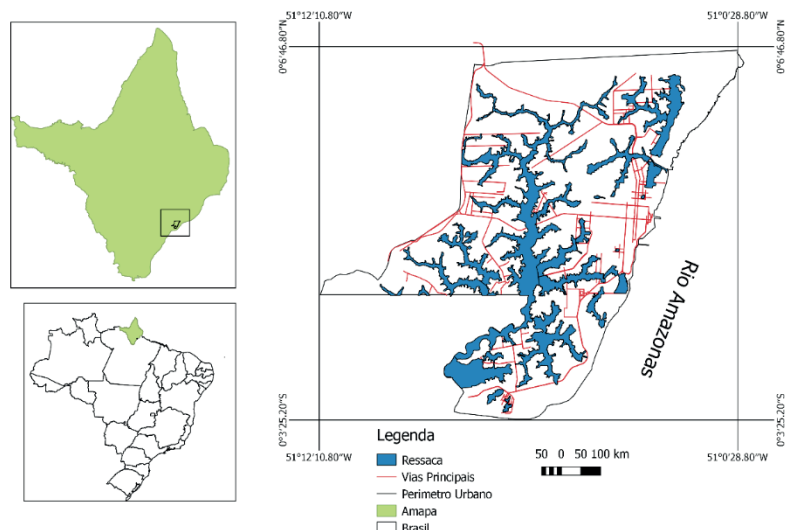 51°12'10.80"W
51°0'28.80"W
0°6'46.80"N
0°6'46.80"N
Rio Amazonas
0°3'25.20"S
0°3'25.20"S
51°12'10.80"W
51°0'28.80"W
Legenda
Ressaca
Vias Principais
Perimetro Urbano
Amapa
Brasil
50 0 50 100 km